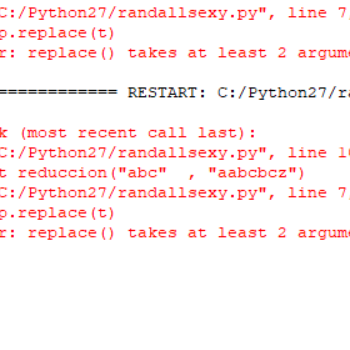 C:/Python27/randallsexy.py", line 7,
p.replace(t)
r: replace() takes at least 2 argume
============ RESTART: C:/Python27/ra
k (most recent call last):
C:/Python27/randallsexy.py", line 10
t reduccion("abc" , "aabcbcz")
C:/Python27/randallsexy.py", line 7,
p.replace(t)
r: replace() takes at least 2 argume